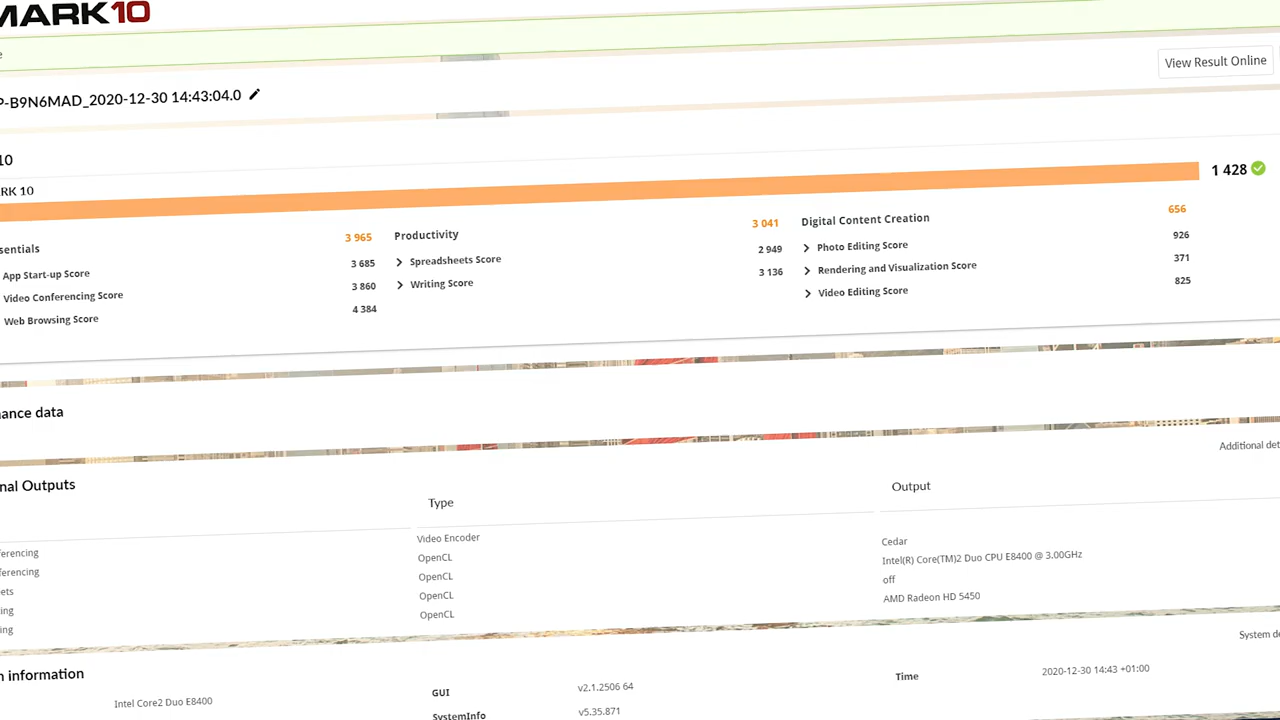 MARK10
View Result Online
P-B9N6MAD_2020-12-30 14:43:04.0
10
RK 10
1 428
sentials 3 965
App Start-up Score 3 685
Video Conferencing Score 3 860
Web Browsing Score 4 384
Productivity 3 041
Spreadsheets Score 2 949
Writing Score 3 136
Digital Content Creation 656
Photo Editing Score 926
Rendering and Visualization Score 371
Video Editing Score 825
ance data
Additional det
nal Outputs Type Output
ferencing Video Encoder Cedar
ferencing OpenCL Intel(R) Core(TM)2 Duo CPU E8400 @ 3.00GHz
ets OpenCL off
ing OpenCL AMD Radeon HD 5450
ing OpenCL
System de
n information
Intel Core2 Duo E8400
GUI v2.1.2506 64
SystemInfo v5.35.871
Time 2020-12-30 14:43 +01:00